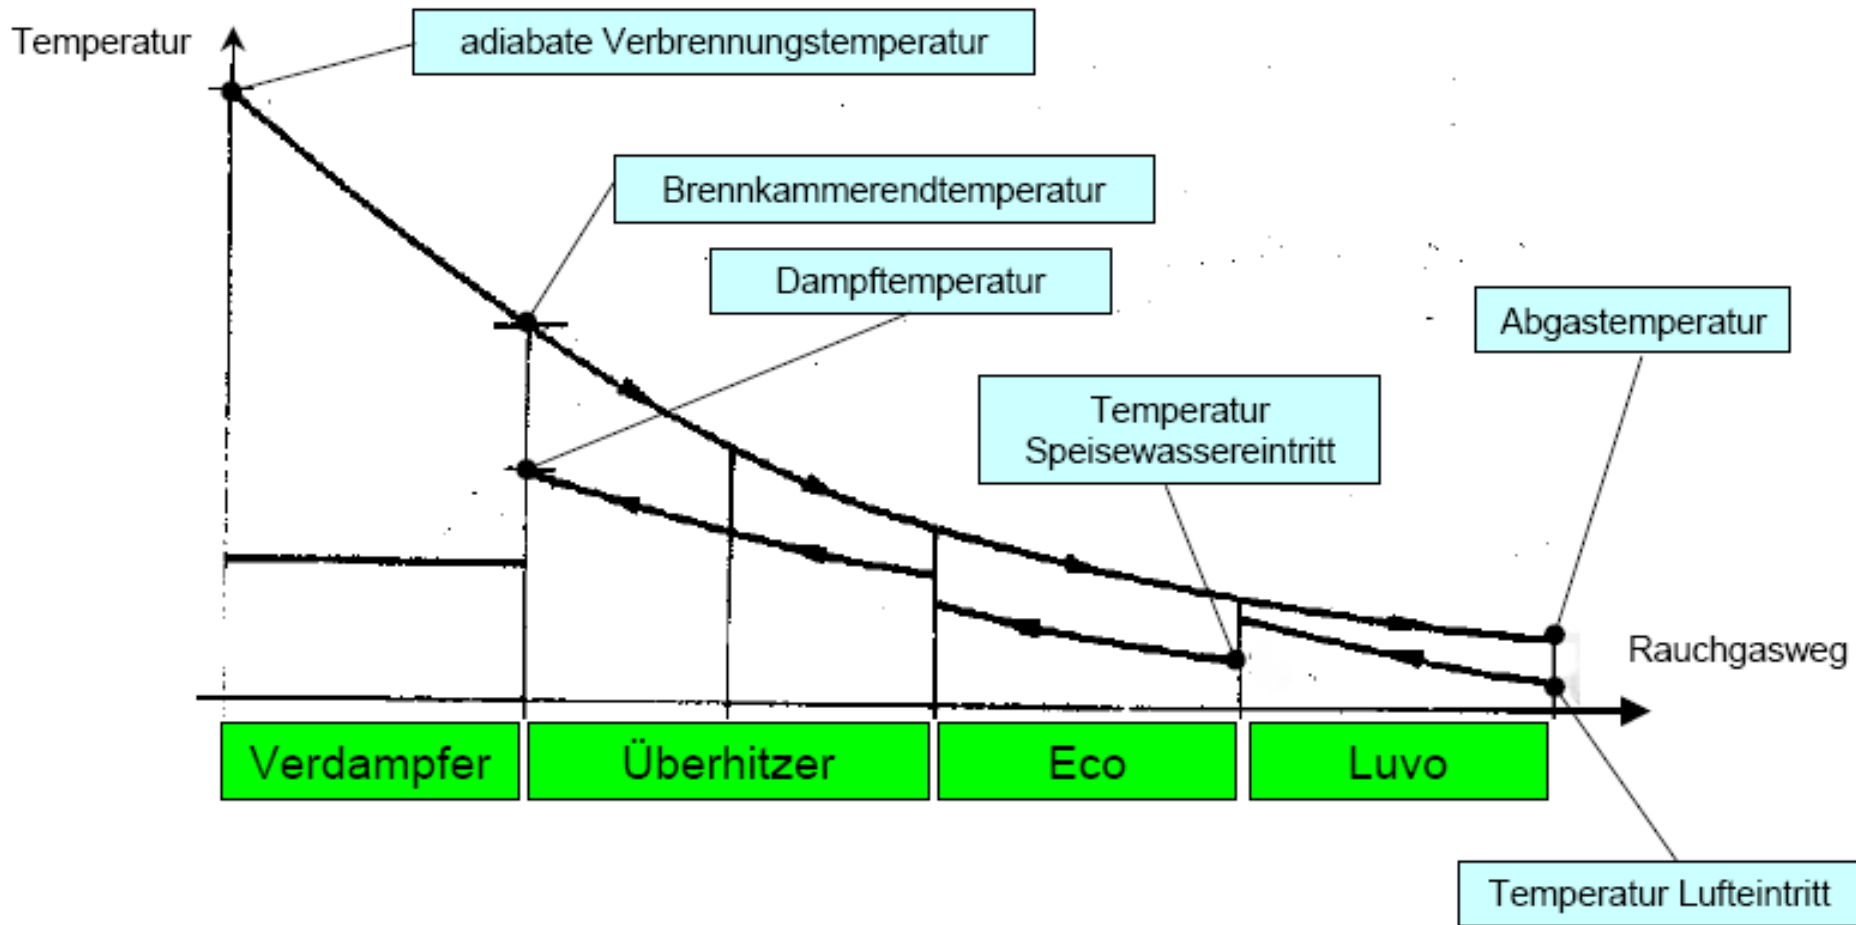 Temperatur
adiabate Verbrennungstemperatur
Brennkammerendtemperatur
Dampftemperatur
Abgastemperatur
Temperatur
Speisewassereintritt
Rauchgasweg
Verdampfer
Überhitzer
Eco
Luvo
Temperatur Lufteintritt